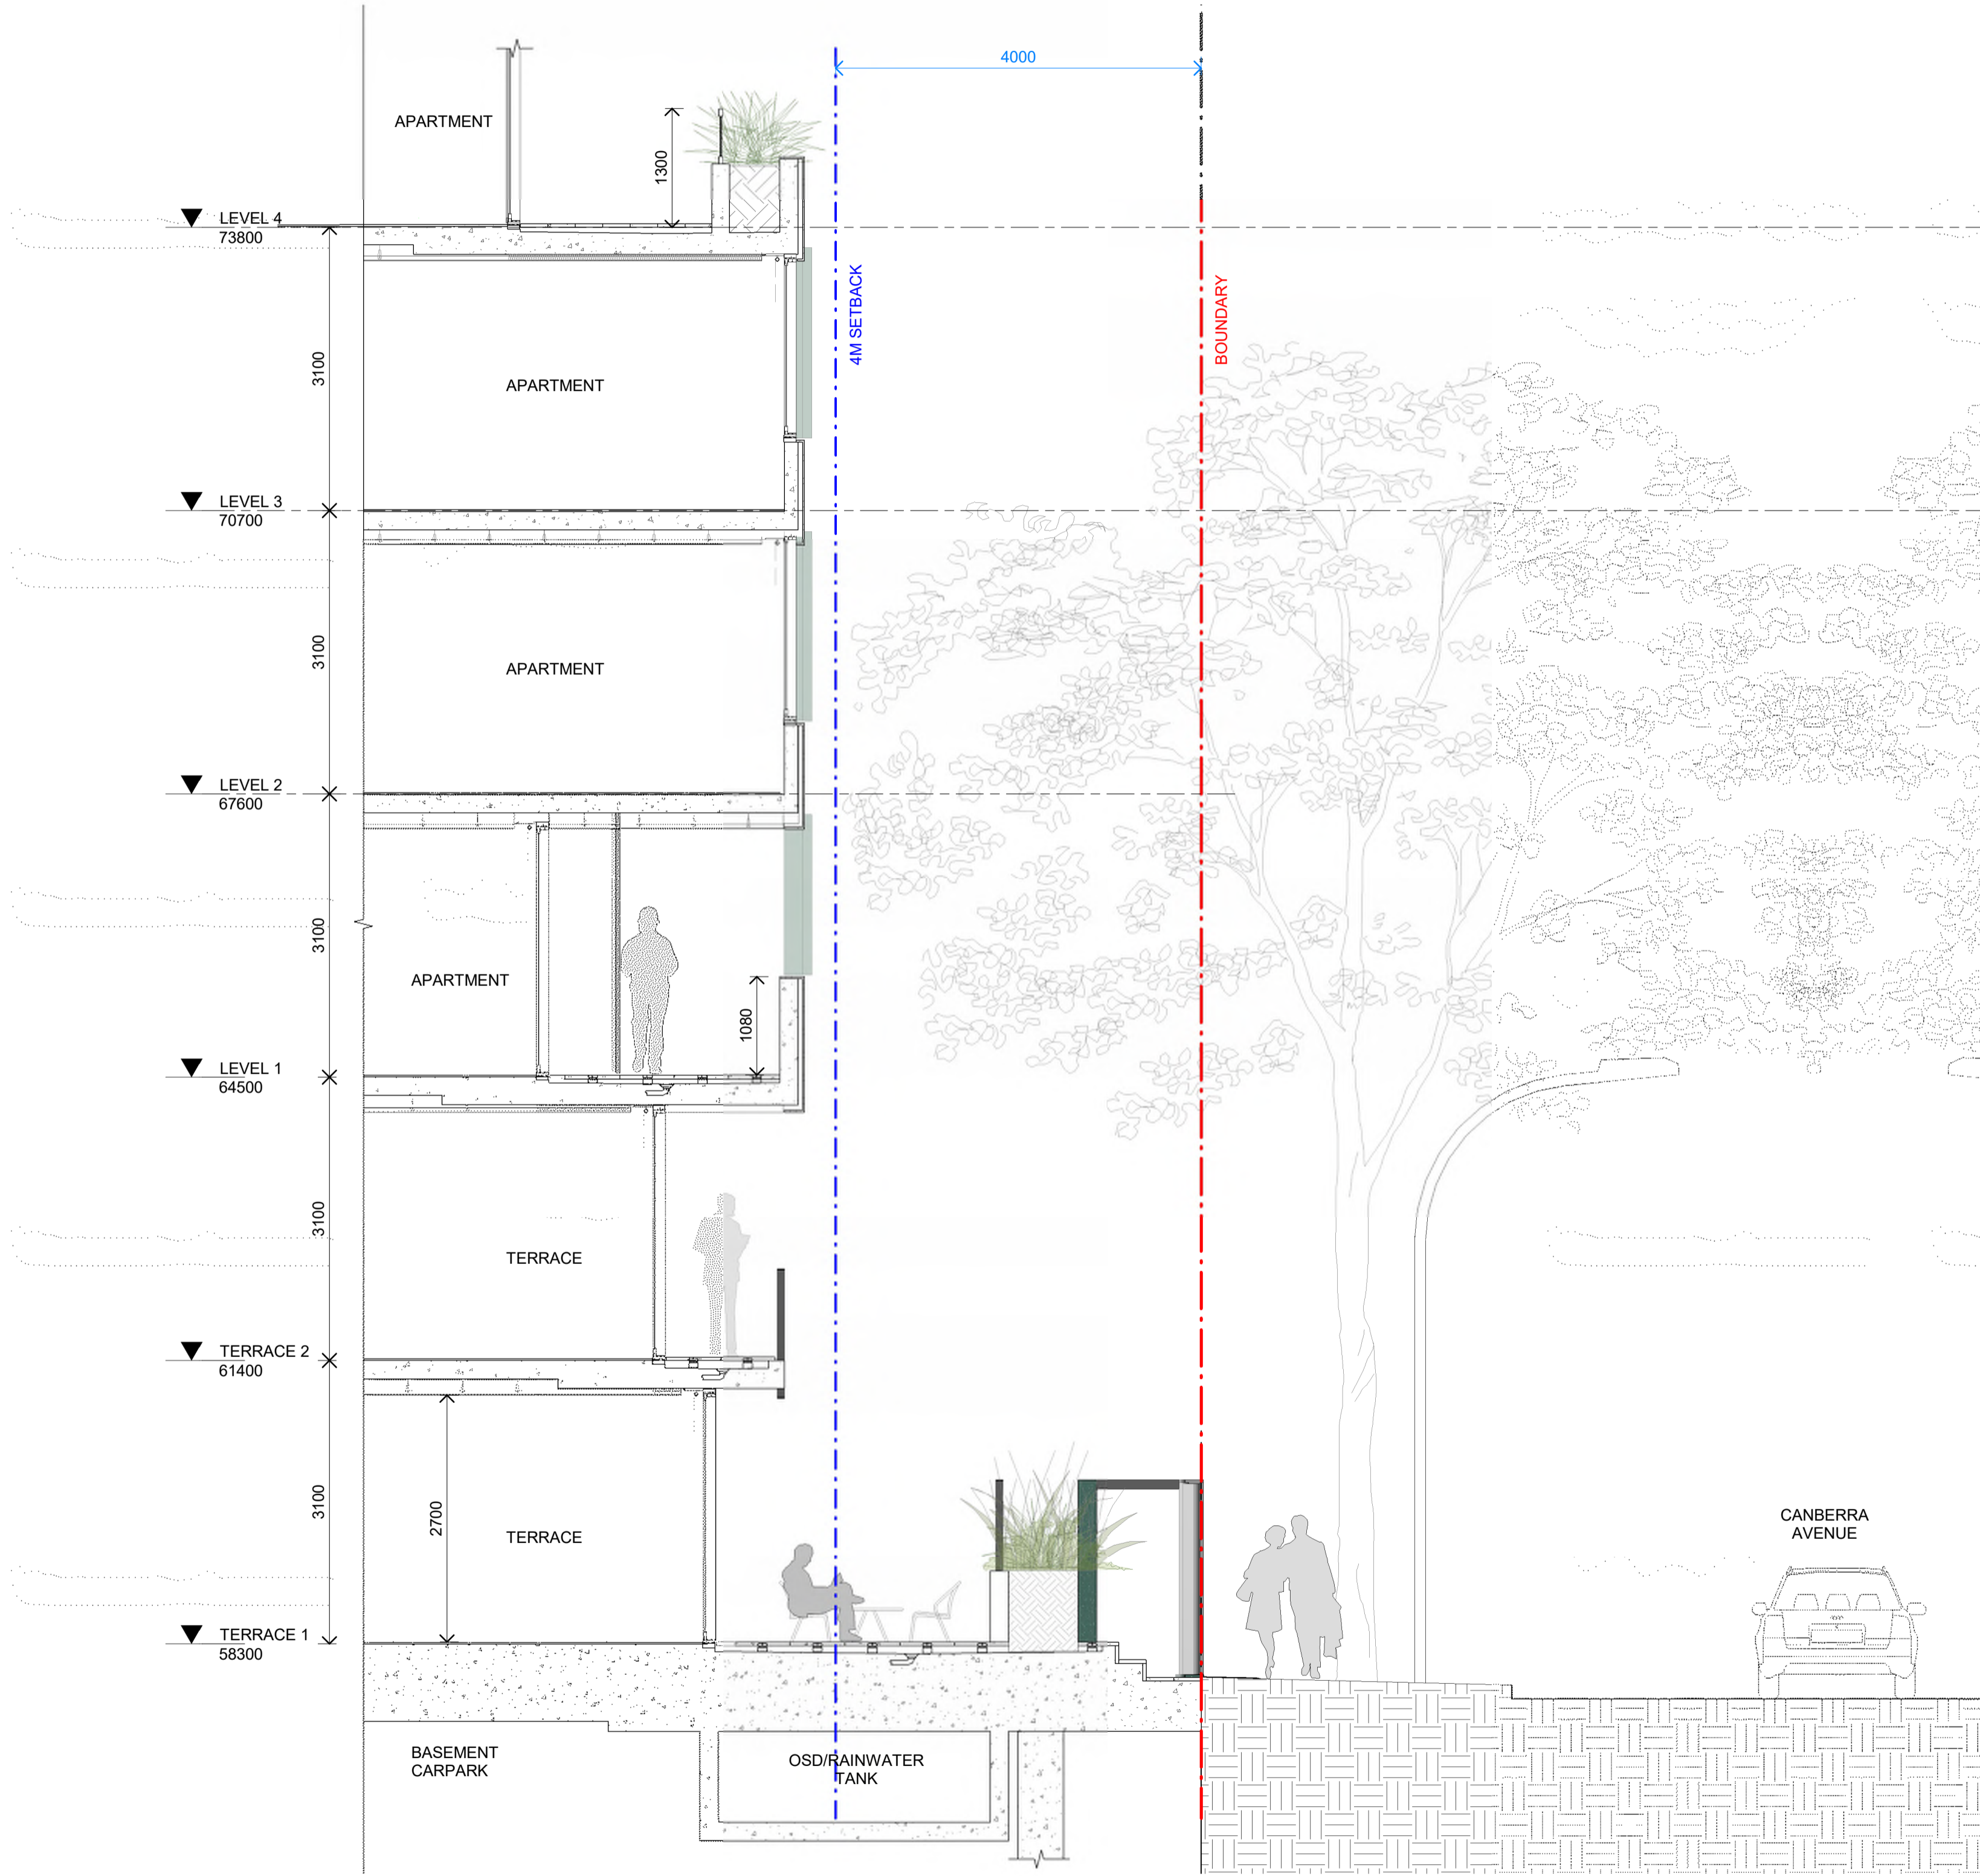 4000
APARTMENT
1300
LEVEL 4
73800
4M SETBACK
BOUNDARY
3100
APARTMENT
LEVEL 3
70700
3100
APARTMENT
LEVEL 2
67600
3100
APARTMENT
1080
LEVEL 1
64500
3100
TERRACE
TERRACE 2
61400
3100
2700
TERRACE
CANBERRA
AVENUE
TERRACE 1
58300
BASEMENT
CARPARK
OSD/RAINWATER
TANK